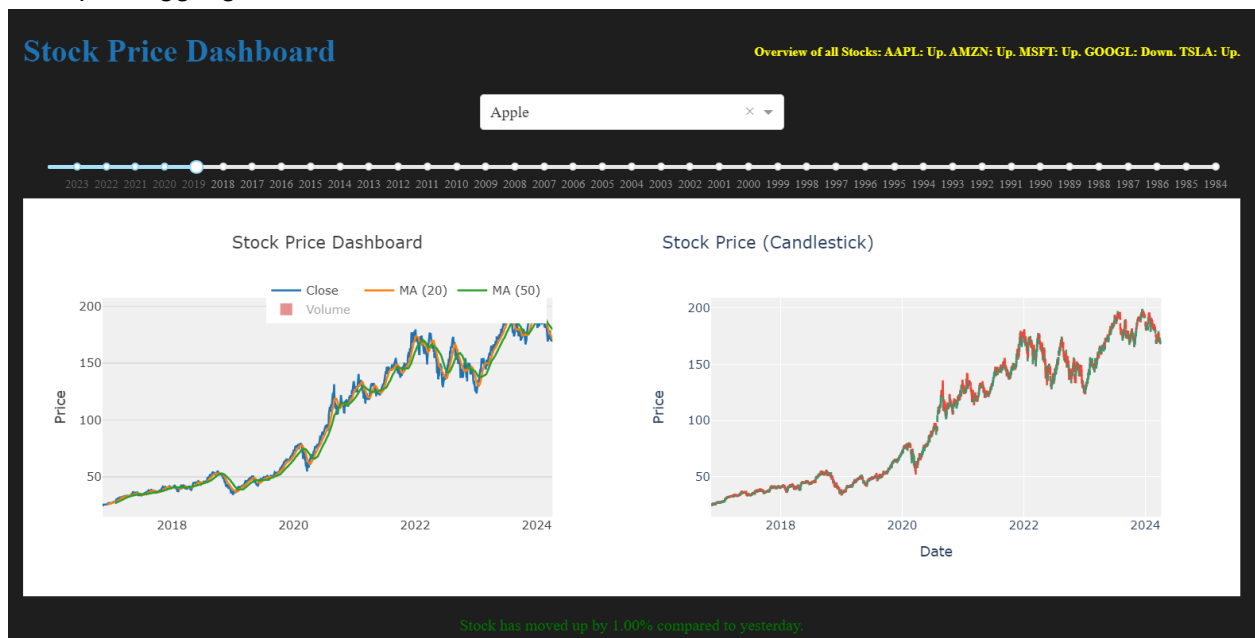 Stock Price Dashboard
Overview of all Stocks: AAPL: Up. AMZN: Up. MSFT: Up. GOOGL: Down. TSLA: Up.
Apple
2023 2022 2021 2020 2019 2018 2017 2016 2015 2014 2013 2012 2011 2010 2009 2008 2007 2006 2005 2004 2003 2002 2001 2000 1999 1998 1997 1996 1995 1994 1993 1992 1991 1990 1989 1988 1987 1986 1985 1984
Stock Price Dashboard
Close MA (20) MA (50)
Volume
200
150
100
50
Price
2018 2020 2022 2024
Stock Price (Candlestick)
200
150
100
50
Price
2018 2020 2022 2024
Date
Stock has moved up by 1.00% compared to yesterday.